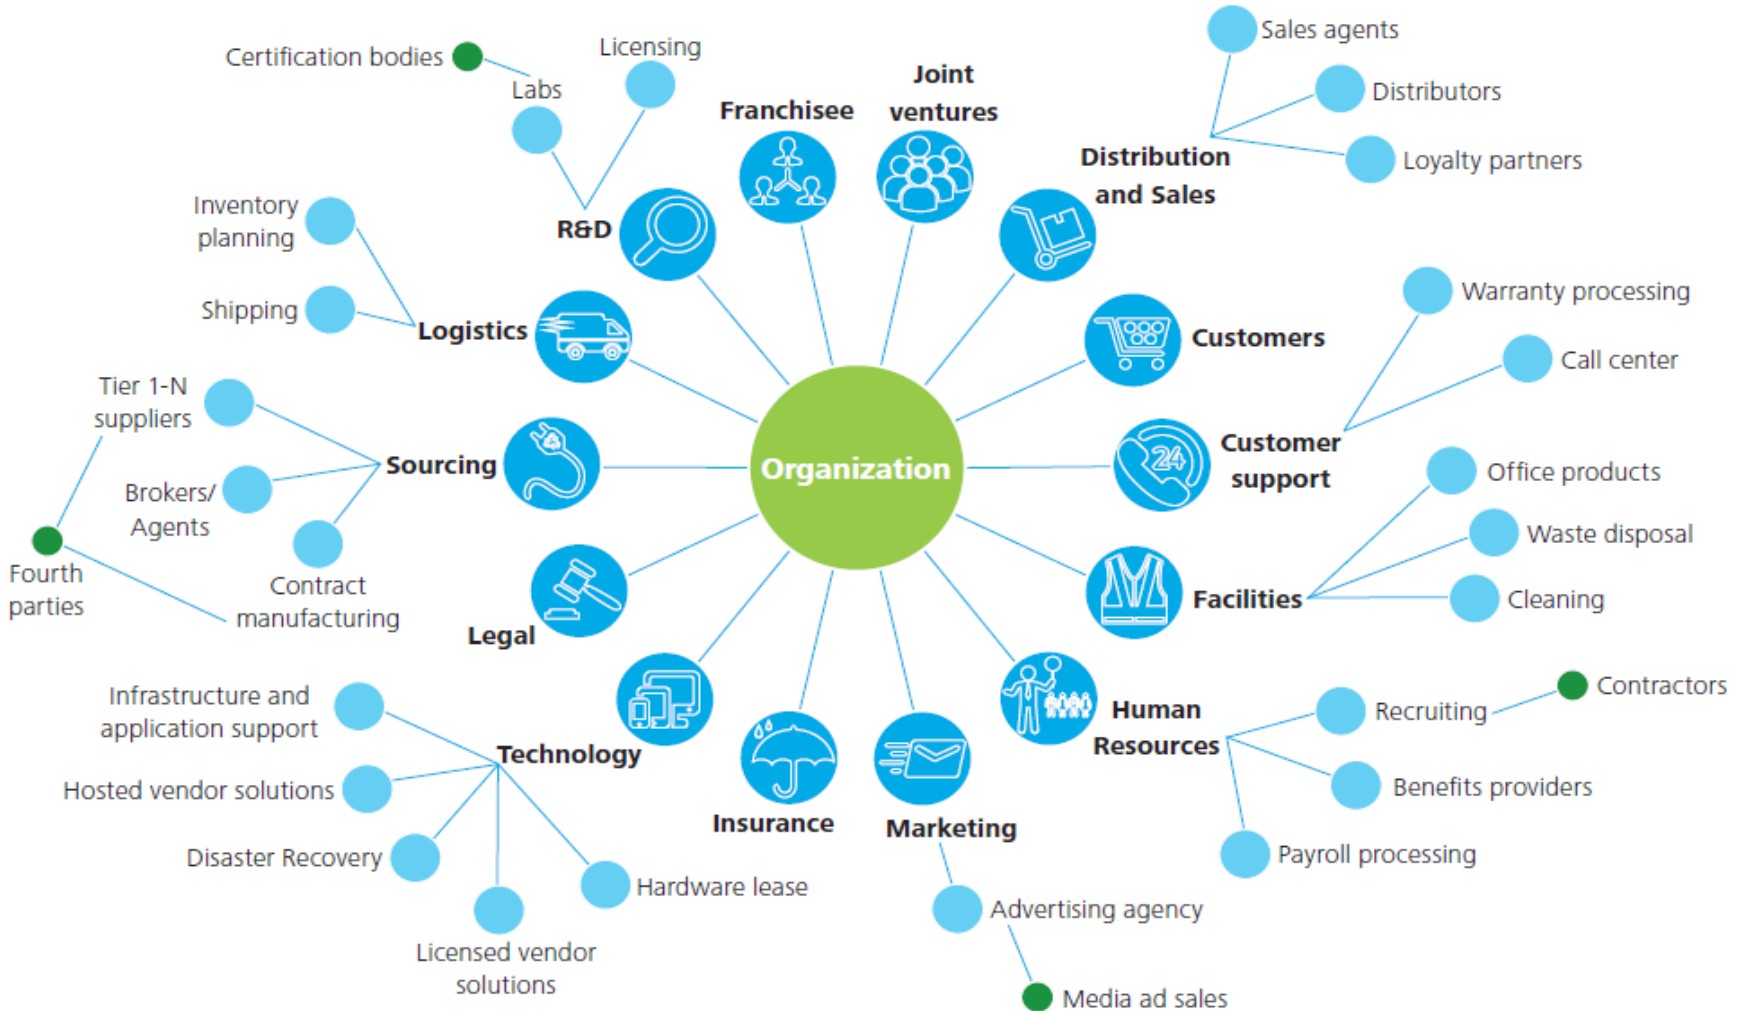 Certification bodies
Labs
Licensing
Franchisee
Joint
ventures
Sales agents
Distributors
Loyalty partners
Distribution
and Sales
R&D
Inventory
planning
Shipping
Logistics
Customers
Warranty processing
Call center
Customer
support
24
Tier 1-N
suppliers
Brokers/
Agents
Contract
manufacturing
Fourth
parties
Sourcing
Organization
Office products
Waste disposal
Cleaning
Facilities
Legal
Infrastructure and
application support
Hosted vendor solutions
Disaster Recovery
Licensed vendor
solutions
Hardware lease
Technology
Insurance
Marketing
Advertising agency
Media ad sales
Human
Resources
Recruiting
Contractors
Benefits providers
Payroll processing